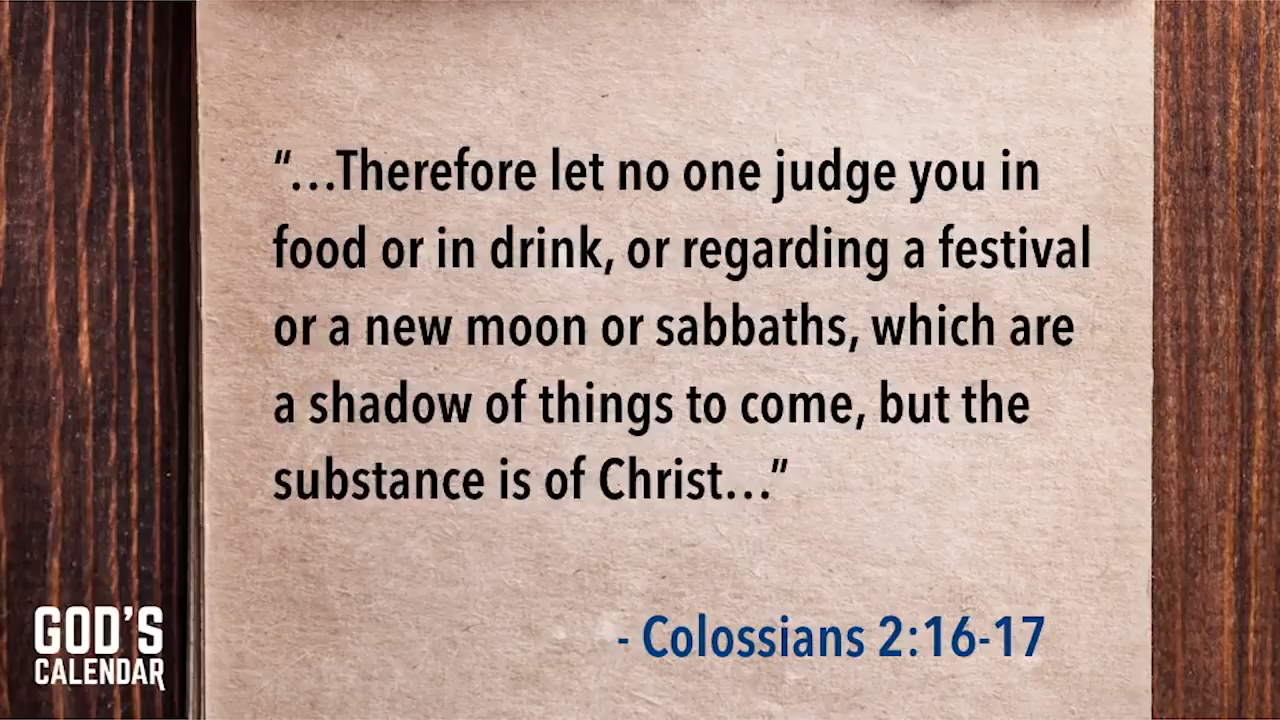 “…Therefore let no one judge you in
food or in drink, or regarding a festival
or a new moon or sabbaths, which are
a shadow of things to come, but the
substance is of Christ…”
- Colossians 2:16-17
GOD’S
CALENDAR